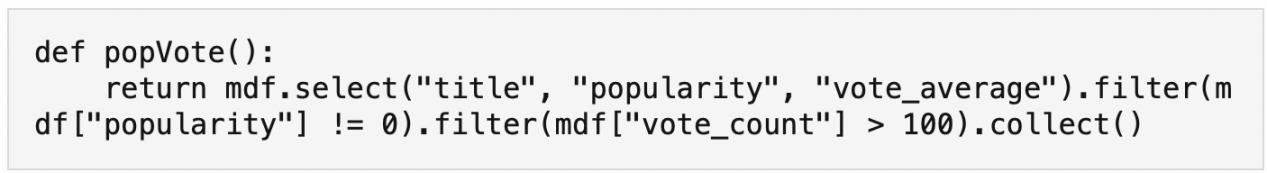 def popVote():
    return mdf.select("title", "popularity", "vote_average").filter(m
df["popularity"] != 0).filter(mdf["vote_count"] > 100).collect()